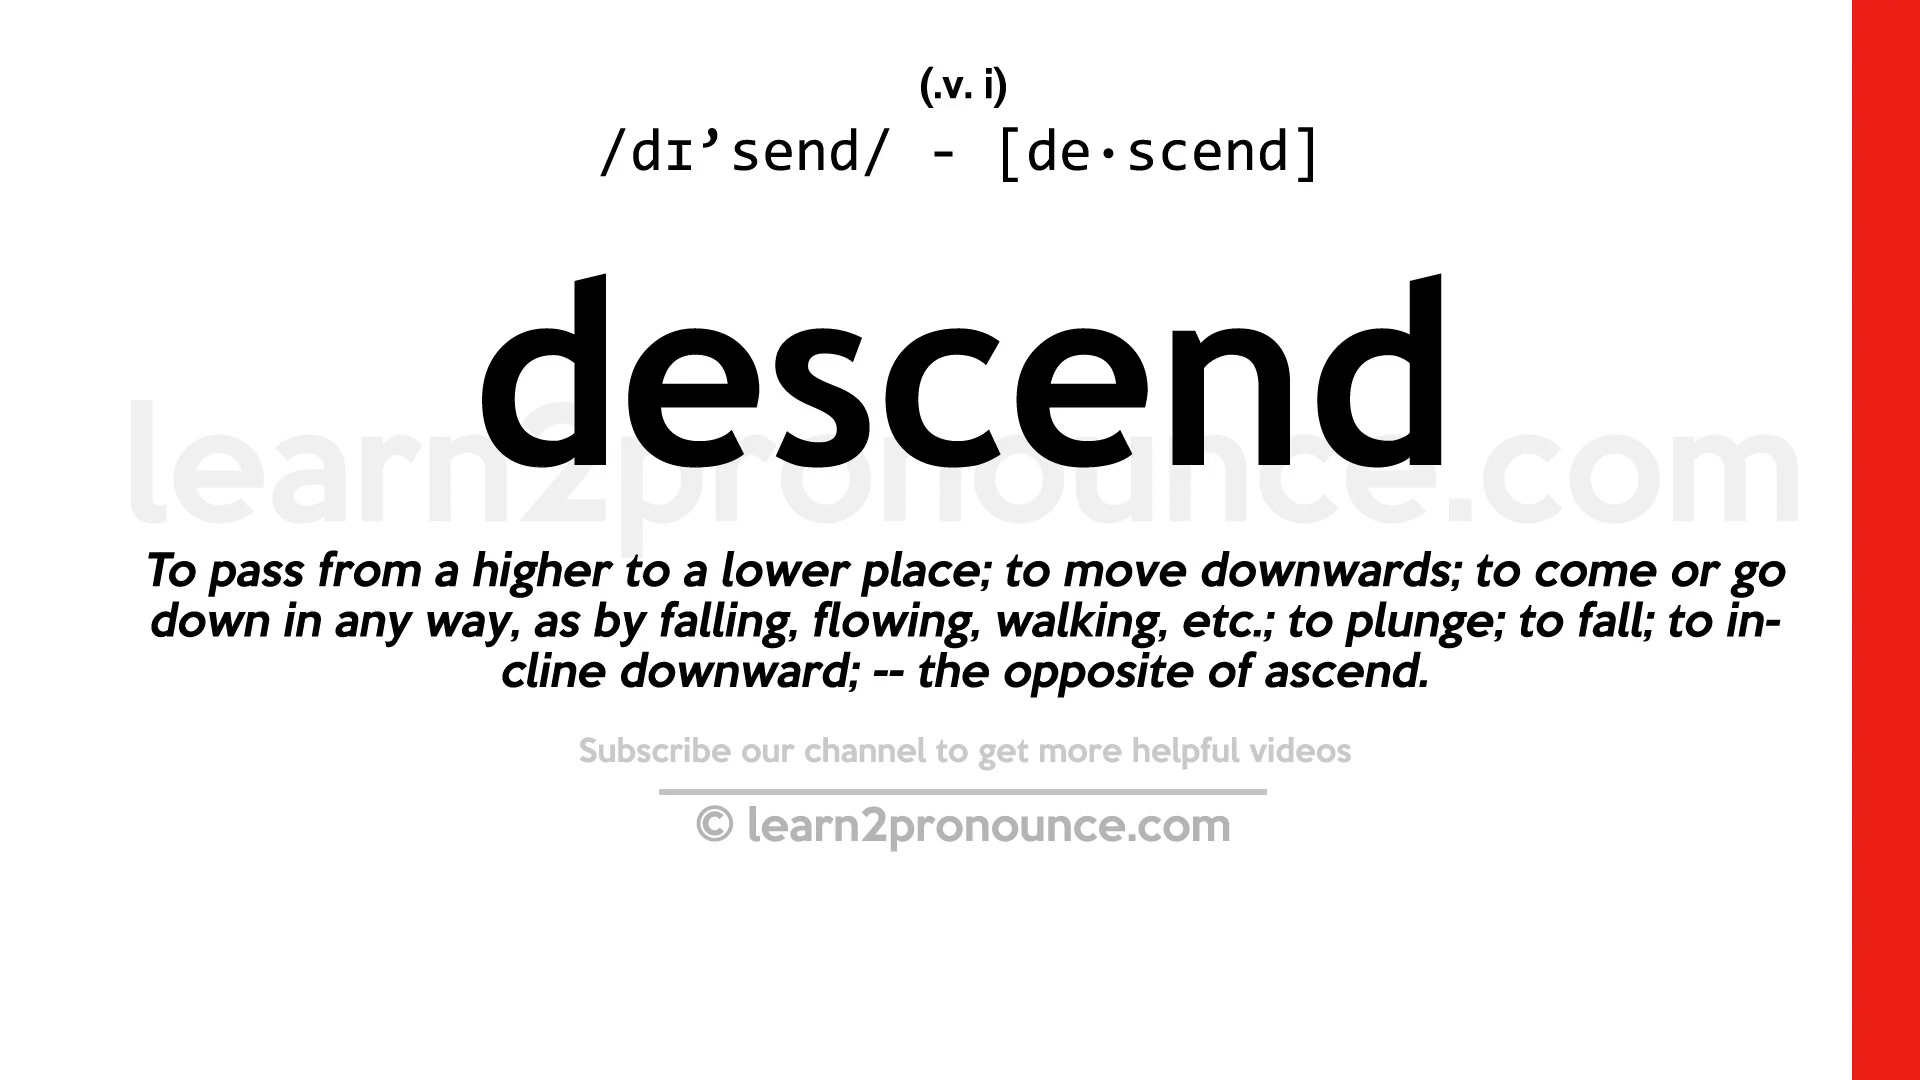 (.v. i)
/dɪ’send/ - [de·scend]
descend
learn2pronounce.com
To pass from a higher to a lower place; to move downwards; to come or go
down in any way, as by falling, flowing, walking, etc.; to plunge; to fall; to in-
cline downward; -- the opposite of ascend.
Subscribe our channel to get more helpful videos
© learn2pronounce.com